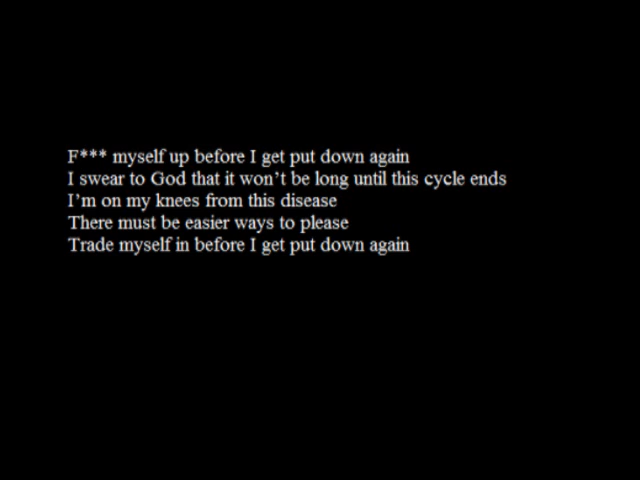 F*** myself up before I get put down again
I swear to God that it won’t be long until this cycle ends
I’m on my knees from this disease
There must be easier ways to please
Trade myself in before I get put down again